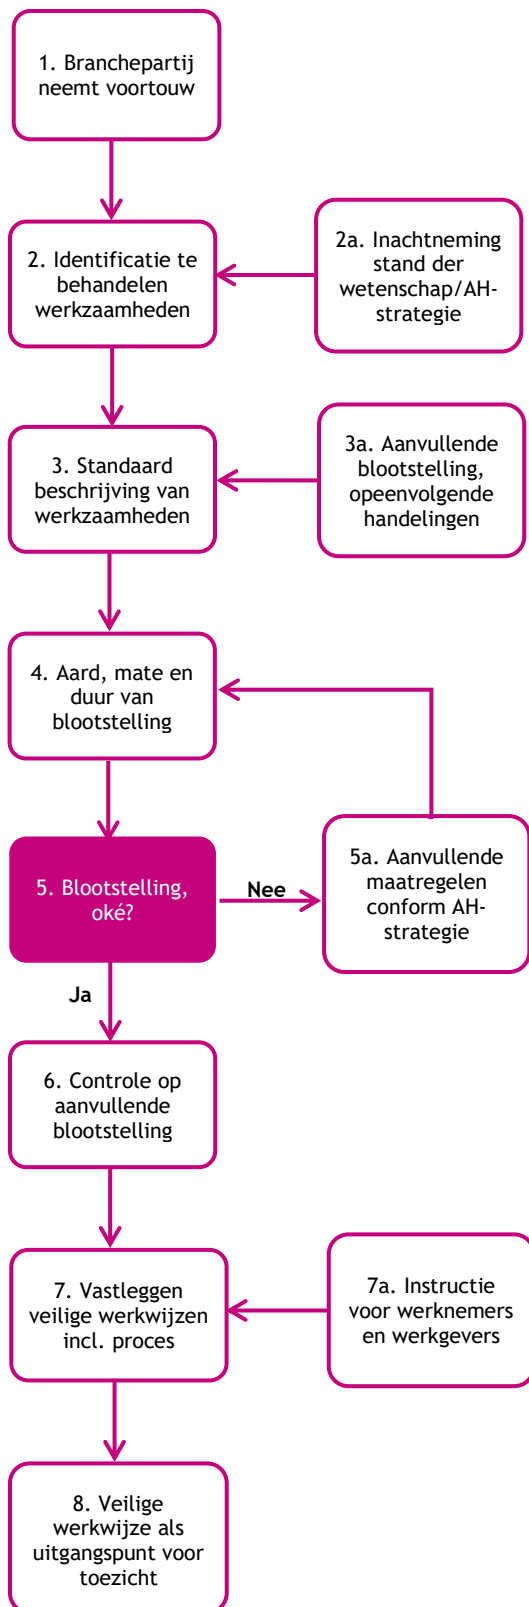 1. Branchepartij
neemt voortouw
2. Identificatie te
behandelen
werkzaamheden
2a. Inachtneming
stand der
wetenschap/AH-
strategie
3. Standaard
beschrijving van
werkzaamheden
3a. Aanvullende
blootstelling,
opeenvolgende
handelingen
4. Aard, mate en
duur van
blootstelling
5. Blootstelling,
oké?
Nee
5a. Aanvullende
maatregelen
conform AH-
strategie
Ja
6. Controle op
aanvullende
blootstelling
7. Vastleggen
veilige werkwijzen
incl. proces
7a. Instructie
voor werknemers
en werkgevers
8. Veilige
werkwijze als
uitgangspunt voor
toezicht